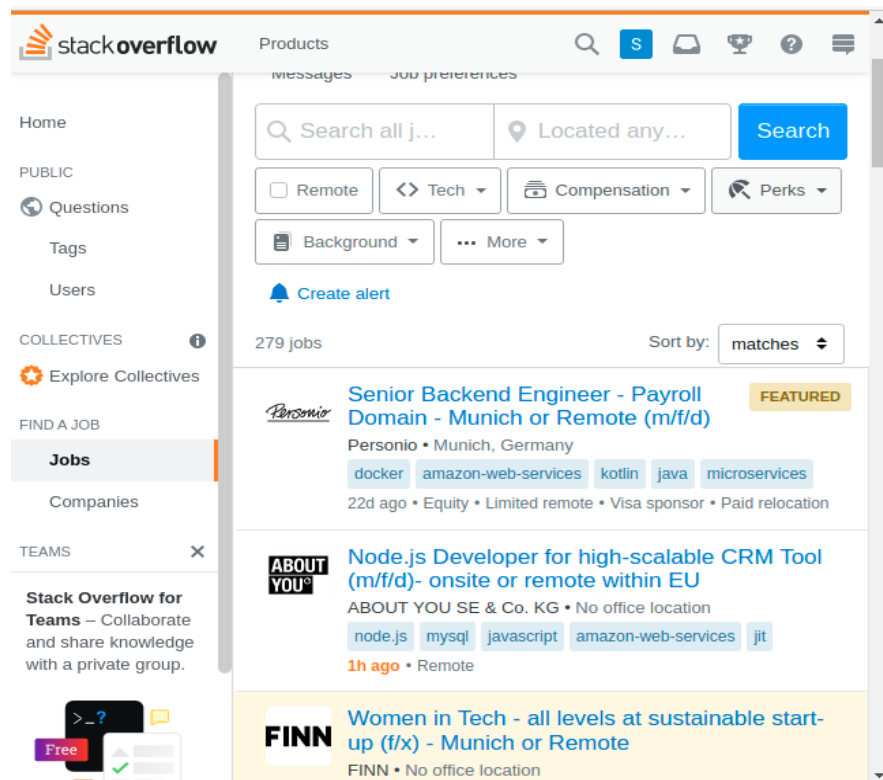 stack overflow
Products
S
?
Messages Job preferences
Home
PUBLIC
Questions
Tags
Users
COLLECTIVES
Explore Collectives
FIND A JOB
Jobs
Companies
TEAMS
Stack Overflow for
Teams – Collaborate
and share knowledge
with a private group.
>_?
Free
Search all j…
Located any…
Search
Remote
Tech
Compensation
Perks
Background
More
Create alert
279 jobs
Sort by:
matches
Personio
Senior Backend Engineer - Payroll
Domain - Munich or Remote (m/f/d)
FEATURED
Personio • Munich, Germany
docker amazon-web-services kotlin java microservices
22d ago • Equity • Limited remote • Visa sponsor • Paid relocation
ABOUT
YOU°
Node.js Developer for high-scalable CRM Tool
(m/f/d)- onsite or remote within EU
ABOUT YOU SE & Co. KG • No office location
node.js mysql javascript amazon-web-services jit
1h ago • Remote
FINN
Women in Tech - all levels at sustainable start-
up (f/x) - Munich or Remote
FINN • No office location